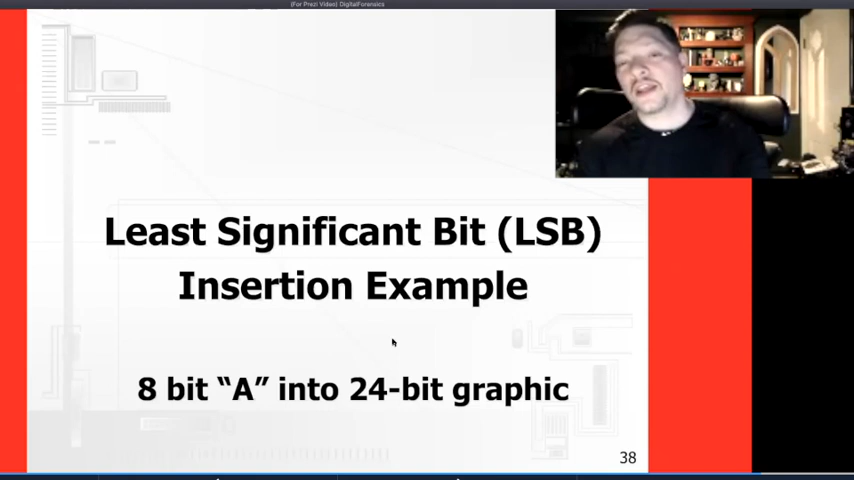 (For Prezi Video) DigitalForensics
Least Significant Bit (LSB)
Insertion Example
8 bit “A” into 24-bit graphic
38